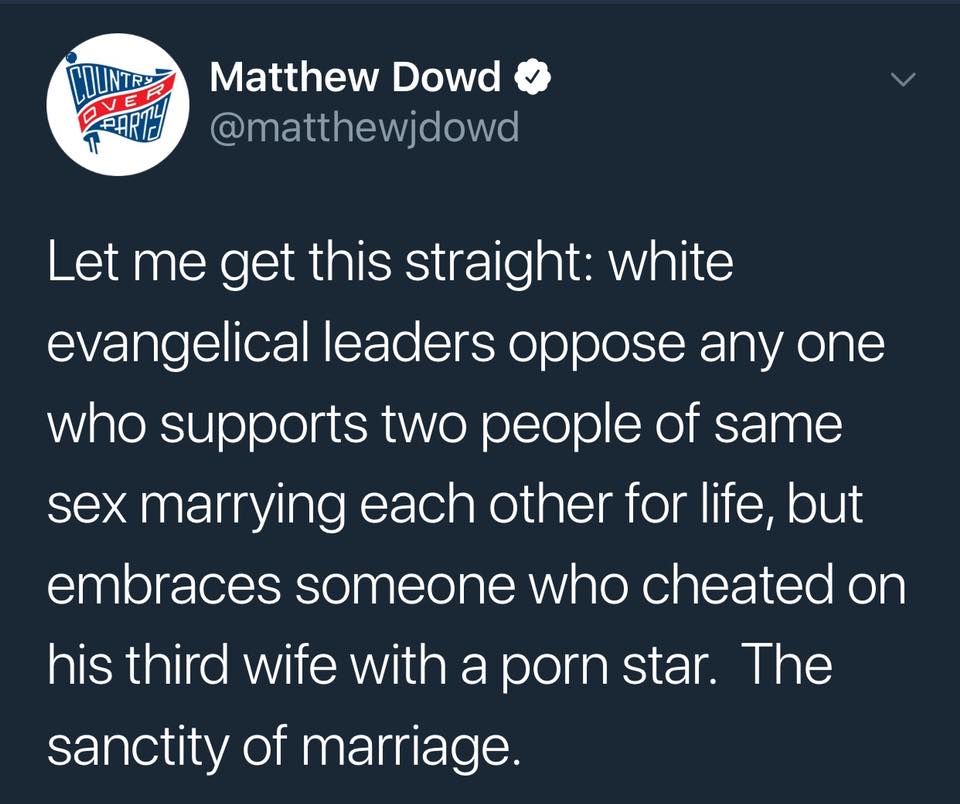 COUNTRY
OVER
PARTY
Matthew Dowd
@matthewjdowd
Let me get this straight: white
evangelical leaders oppose any one
who supports two people of same
sex marrying each other for life, but
embraces someone who cheated on
his third wife with a porn star.  The
sanctity of marriage.